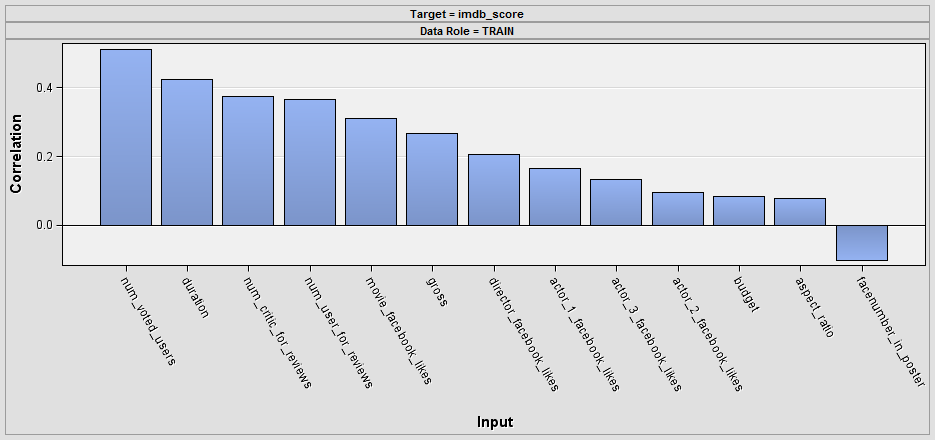 Target = imdb_score
Data Role = TRAIN
Correlation
0.4
0.2
0.0
num_voted_users
duration
num_critic_for_reviews
num_user_for_reviews
movie_facebook_likes
gross
director_facebook_likes
actor_1_facebook_likes
actor_3_facebook_likes
actor_2_facebook_likes
budget
aspect_ratio
facenumber_in_poster
Input